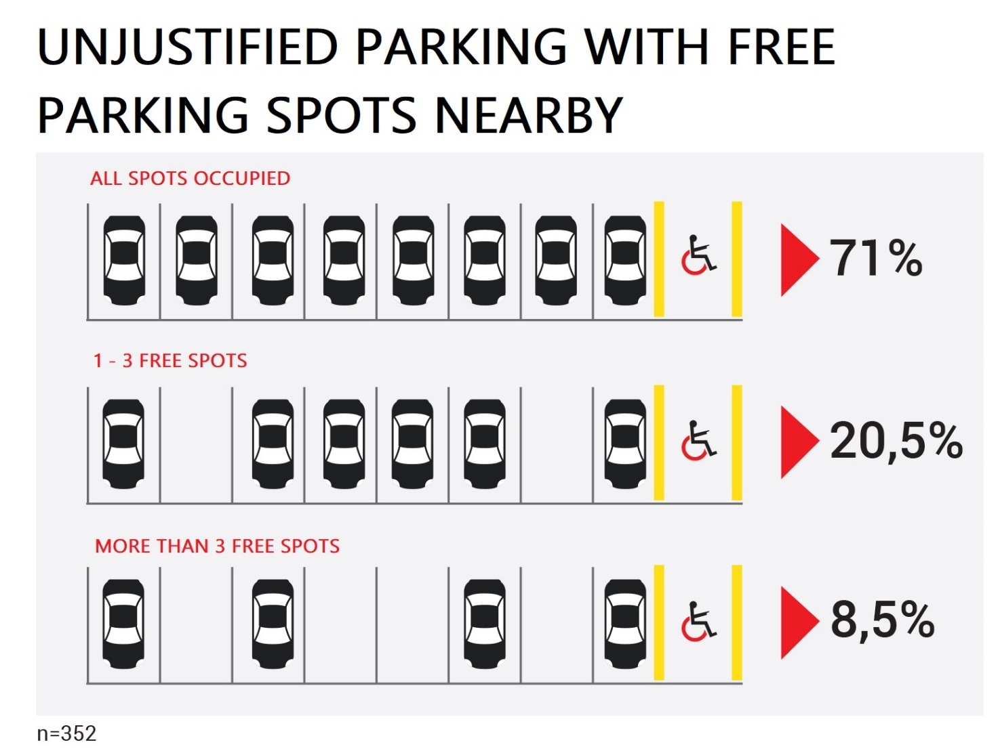 UNJUSTIFIED PARKING WITH FREE
PARKING SPOTS NEARBY
ALL SPOTS OCCUPIED
71%
1 - 3 FREE SPOTS
20,5%
MORE THAN 3 FREE SPOTS
8,5%
n=352